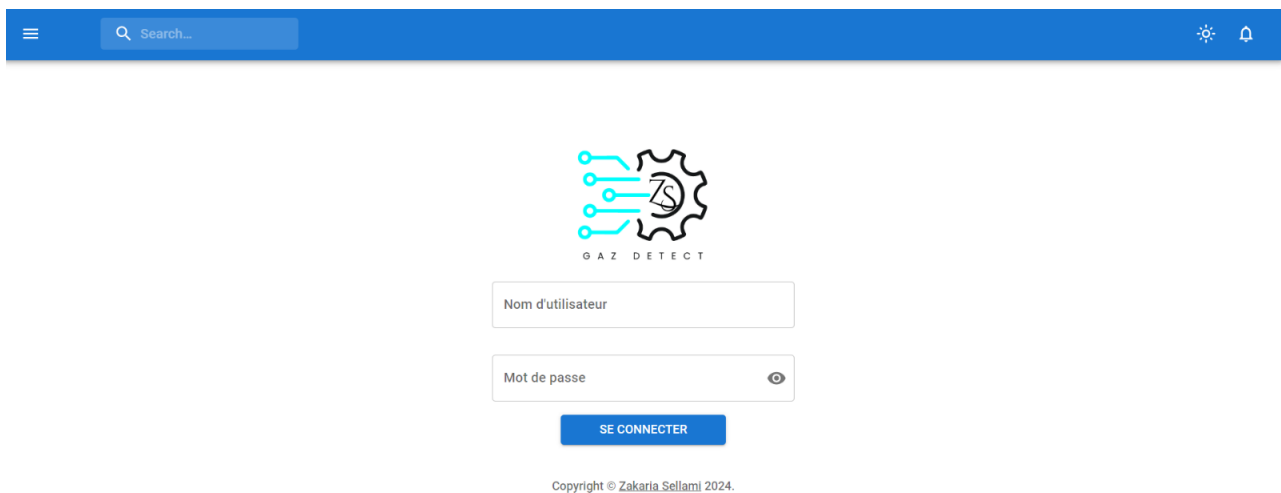 Search…
ZS
GAZ DETECT
Nom d'utilisateur
Mot de passe
SE CONNECTER
Copyright © Zakaria Sellami 2024.